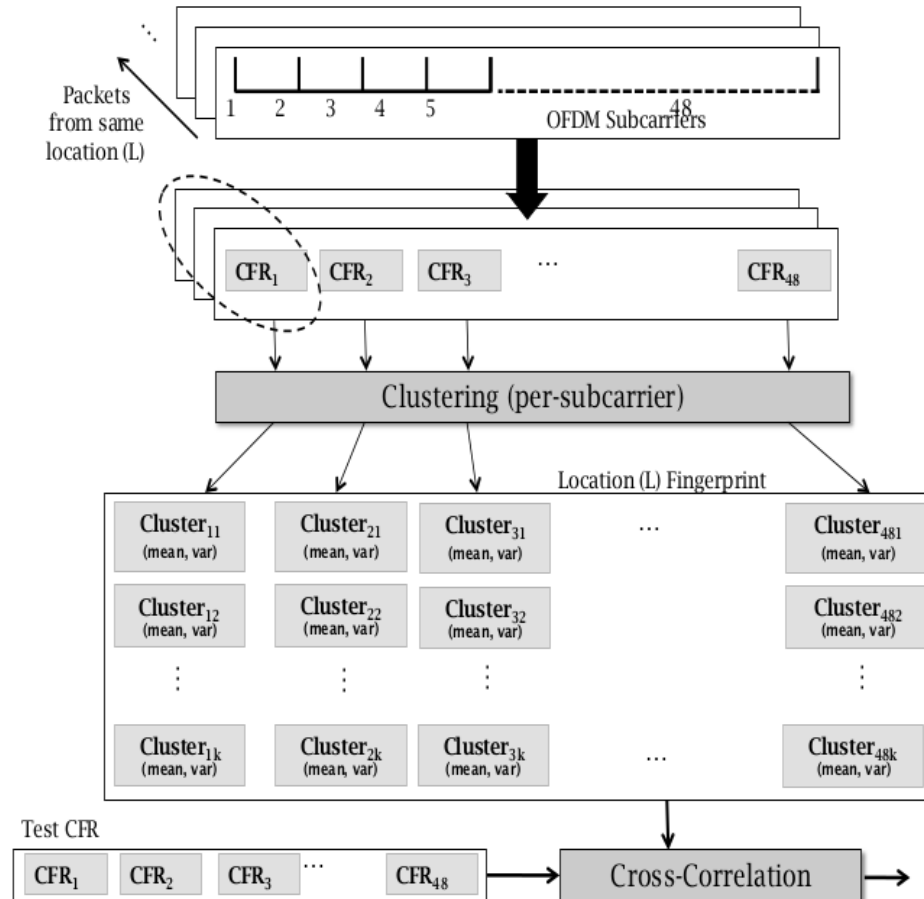 ...
Packets
from same
location (L)
1 2 3 4 5 48
OFDM Subcarriers
CFR₁ CFR₂ CFR₃ ... CFR₄₈
Clustering (per-subcarrier)
Location (L) Fingerprint
Cluster₁₁ Cluster₂₁ Cluster₃₁ ... Cluster₄₈₁
(mean, var) (mean, var) (mean, var) (mean, var)
Cluster₁₂ Cluster₂₂ Cluster₃₂ Cluster₄₈₂
(mean, var) (mean, var) (mean, var) (mean, var)
⋮ ⋮ ⋮ ⋮
Cluster₁ₖ Cluster₂ₖ Cluster₃ₖ ... Cluster₄₈ₖ
(mean, var) (mean, var) (mean, var) (mean, var)
Test CFR
CFR₁ CFR₂ CFR₃ ... CFR₄₈
Cross-Correlation